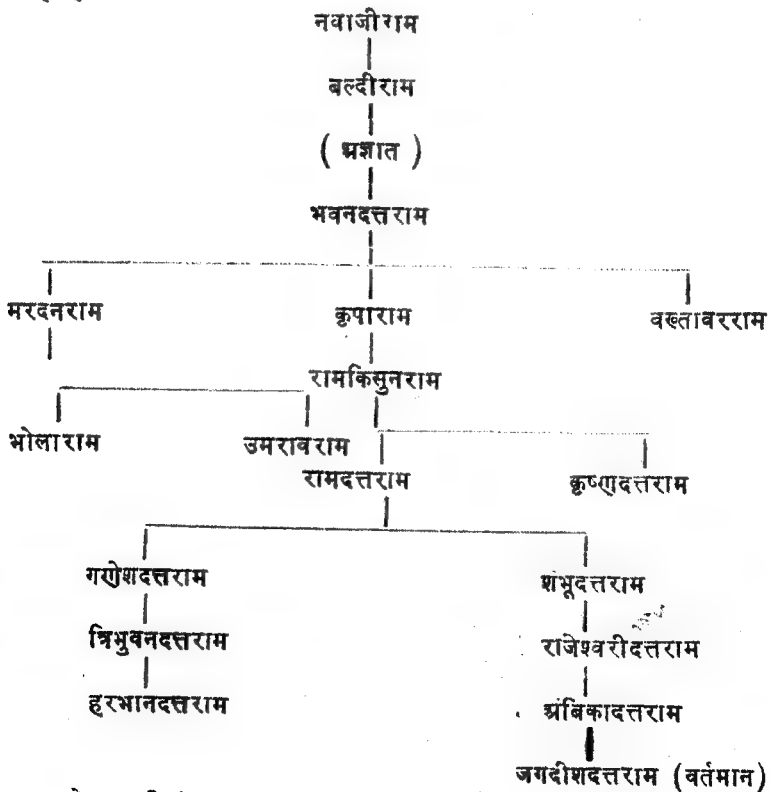 नवाजीराम
बल्दीराम
( अज्ञात )
भवनदत्तराम
मरदनराम कृपाराम वख्तावरराम
रामकिसुनराम
भोलाराम उमरावराम
रामदत्तराम कृष्णदत्तराम
गणेशदत्तराम शंभूदत्तराम
त्रिभुवनदत्तराम राजेश्वरीदत्तराम
हरभानदत्तराम अंबिकादत्तराम
जगदीशदत्तराम (वर्तमान)